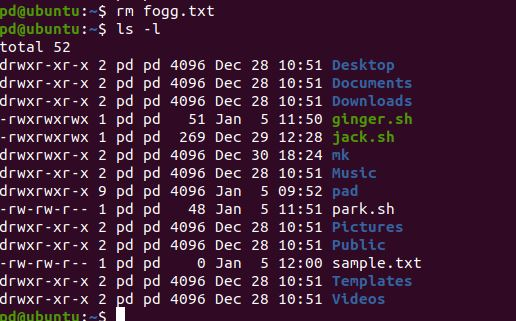 pd@ubuntu:~$ rm fogg.txt
pd@ubuntu:~$ ls -l
total 52
drwxr-xr-x 2 pd pd 4096 Dec 28 10:51 Desktop
drwxr-xr-x 2 pd pd 4096 Dec 28 10:51 Documents
drwxr-xr-x 2 pd pd 4096 Dec 28 10:51 Downloads
-rwxrwxrwx 1 pd pd   51 Jan  5 11:50 ginger.sh
-rwxrwxrwx 1 pd pd  269 Dec 29 12:28 jack.sh
drwxrwxr-x 2 pd pd 4096 Dec 30 18:24 mk
drwxr-xr-x 2 pd pd 4096 Dec 28 10:51 Music
drwxrwxr-x 9 pd pd 4096 Jan  5 09:52 pad
-rw-rw-r-- 1 pd pd   48 Jan  5 11:51 park.sh
drwxr-xr-x 2 pd pd 4096 Dec 28 10:51 Pictures
drwxr-xr-x 2 pd pd 4096 Dec 28 10:51 Public
-rw-rw-r-- 1 pd pd    0 Jan  5 12:00 sample.txt
drwxr-xr-x 2 pd pd 4096 Dec 28 10:51 Templates
drwxr-xr-x 2 pd pd 4096 Dec 28 10:51 Videos
pd@ubuntu:~$